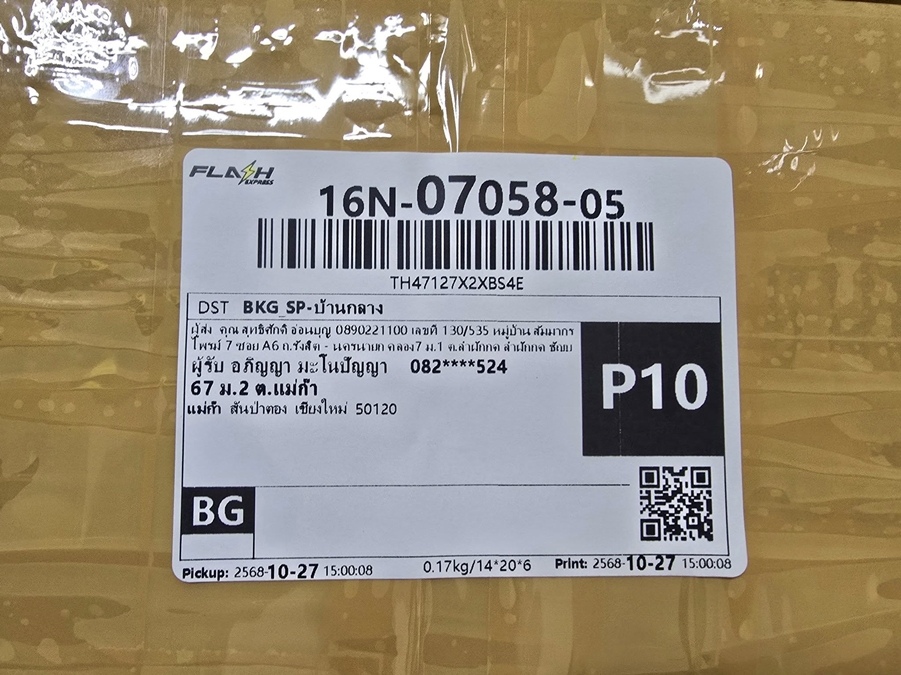 FLASH
EXPRESS
16N-07058-05
TH47127X2XBS4E
DST BKG_SP-บ้านกลาง
ผู้ส่ง คุณ สุทธิศักดิ์ อ่อนบุญ 0890221100 เลขที่ 130/535 หมู่บ้าน สัมมากร
ไพรม์ 7 ซอย A6 ถ.รังสิต - นครนายก คลอง7 ม.1 ต.ลำผักกูด ลำผักกูด ธัญบุ
ผู้รับ อภิญญา มะโนปัญญา 082****524
67 ม.2 ต.แม่ก๊า
แม่ก๊า สันป่าตอง เชียงใหม่ 50120
P10
BG
Pickup: 2568-10-27 15:00:08 0.17kg/14*20*6 Print: 2568-10-27 15:00:08